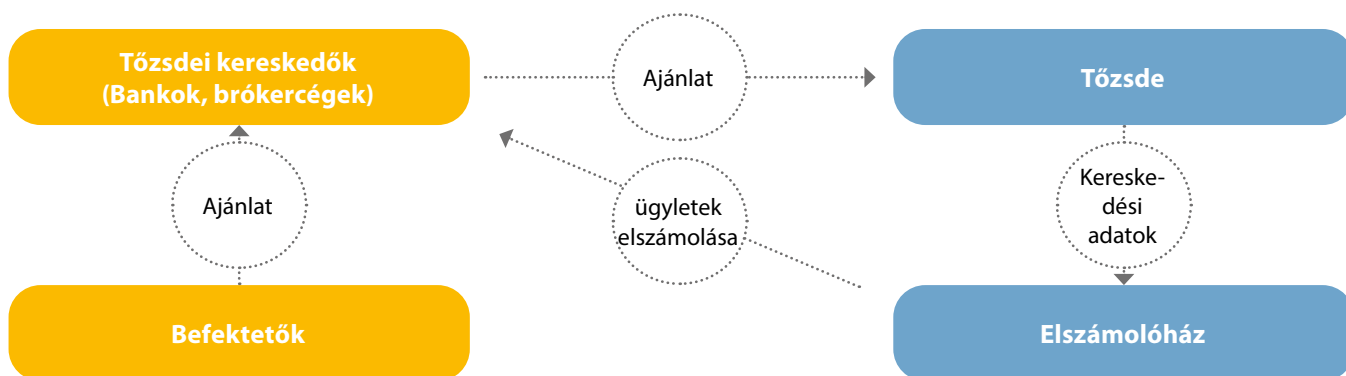 Tőzsdei kereskedők
(Bankok, brókercégek)
Ajánlat
Tőzsde
Ajánlat
ügyletek
elszámolása
Kereske-
dési
adatok
Befektetők
Elszámolóház